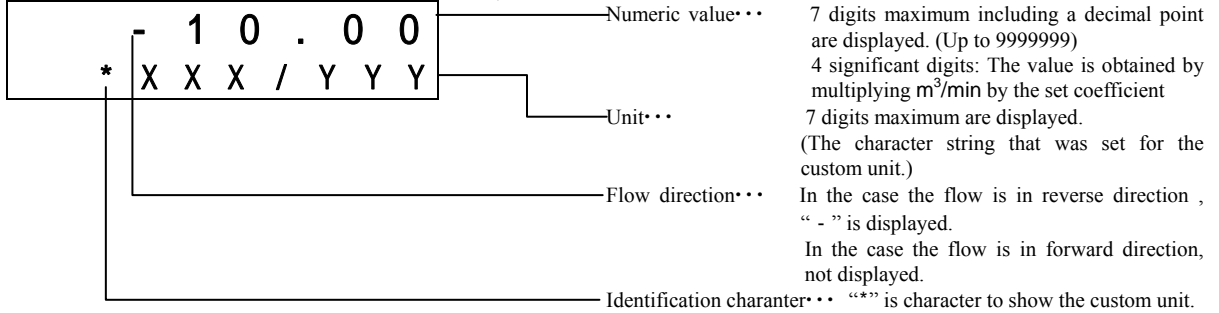 - 10.00
*XXX/YYY
Numeric value・・・ 7 digits maximum including a decimal point
are displayed. (Up to 9999999)
4 significant digits: The value is obtained by
multiplying m³/min by the set coefficient
Unit・・・ 7 digits maximum are displayed.
(The character string that was set for the
custom unit.)
Flow direction・・・ In the case the flow is in reverse direction ,
“ - ” is displayed.
In the case the flow is in forward direction,
not displayed.
Identification charanter・・・ “*” is character to show the custom unit.